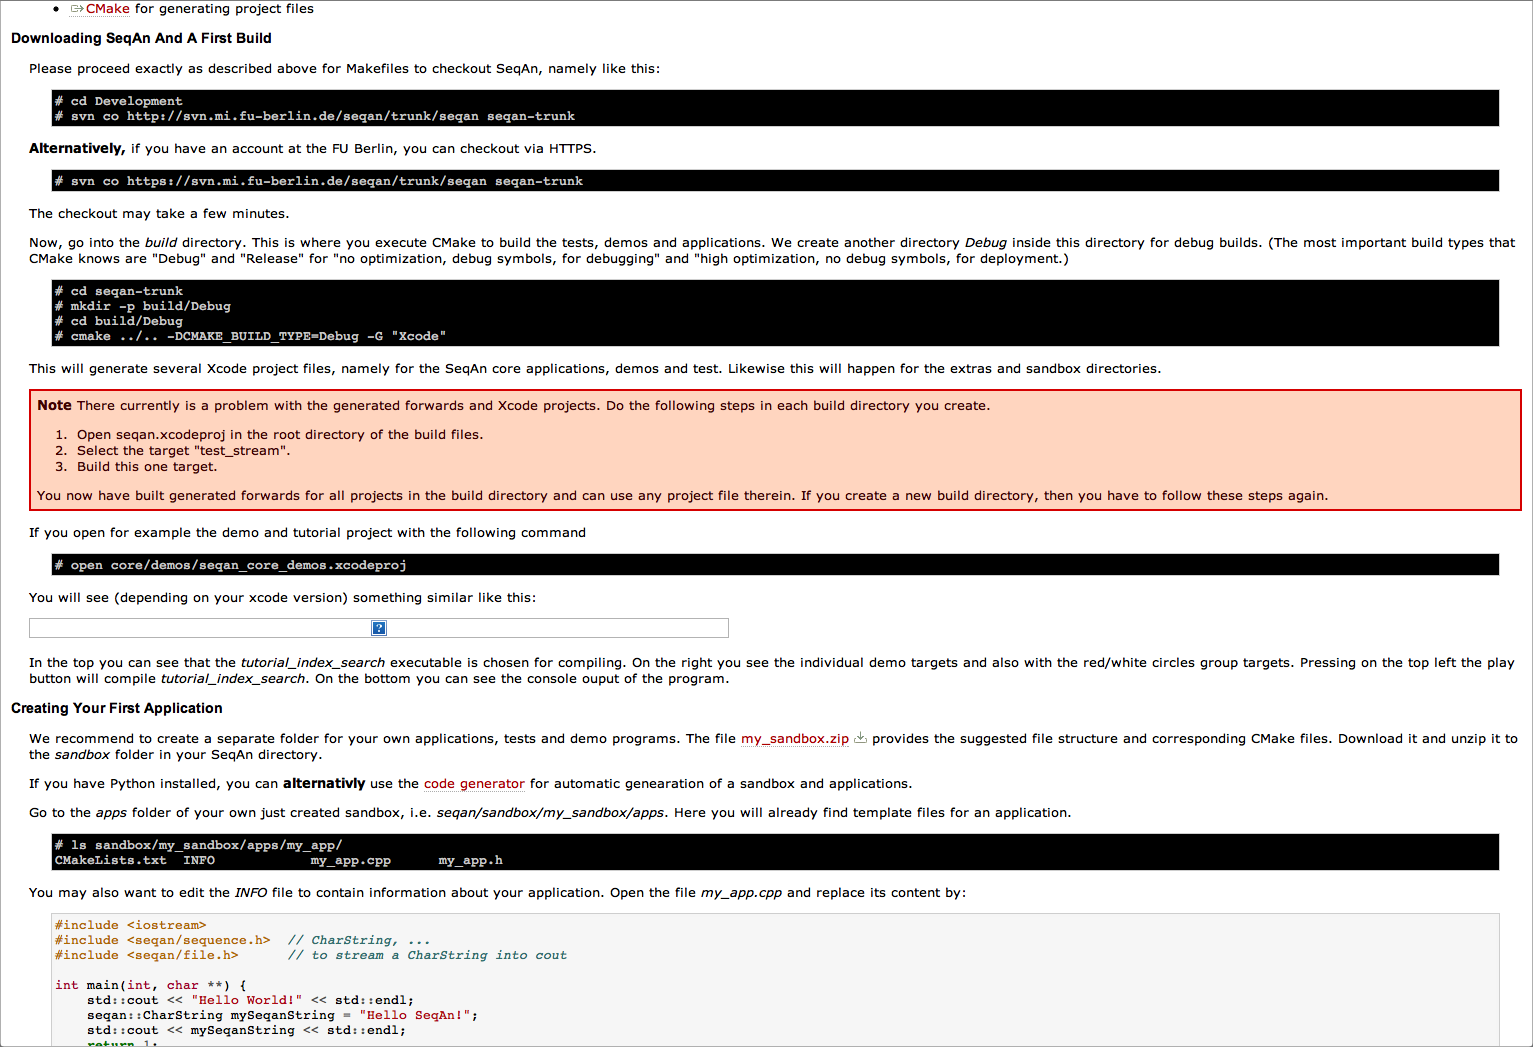 CMake for generating project files
Downloading SeqAn And A First Build
Please proceed exactly as described above for Makefiles to checkout SeqAn, namely like this:
# cd Development
# svn co http://svn.mi.fu-berlin.de/seqan/trunk/seqan seqan-trunk
Alternatively, if you have an account at the FU Berlin, you can checkout via HTTPS.
# svn co https://svn.mi.fu-berlin.de/seqan/trunk/seqan seqan-trunk
The checkout may take a few minutes.
Now, go into the build directory. This is where you execute CMake to build the tests, demos and applications. We create another directory Debug inside this directory for debug builds. (The most important build types that
CMake knows are "Debug" and "Release" for "no optimization, debug symbols, for debugging" and "high optimization, no debug symbols, for deployment.)
# cd seqan-trunk
# mkdir -p build/Debug
# cd build/Debug
# cmake ../.. -DCMAKE_BUILD_TYPE=Debug -G "Xcode"
This will generate several Xcode project files, namely for the SeqAn core applications, demos and test. Likewise this will happen for the extras and sandbox directories.
Note There currently is a problem with the generated forwards and Xcode projects. Do the following steps in each build directory you create.
1. Open seqan.xcodeproj in the root directory of the build files.
2. Select the target "test_stream".
3. Build this one target.
You now have built generated forwards for all projects in the build directory and can use any project file therein. If you create a new build directory, then you have to follow these steps again.
If you open for example the demo and tutorial project with the following command
# open core/demos/seqan_core_demos.xcodeproj
You will see (depending on your xcode version) something similar like this:
?
In the top you can see that the tutorial_index_search executable is chosen for compiling. On the right you see the individual demo targets and also with the red/white circles group targets. Pressing on the top left the play
button will compile tutorial_index_search. On the bottom you can see the console ouput of the program.
Creating Your First Application
We recommend to create a separate folder for your own applications, tests and demo programs. The file my_sandbox.zip provides the suggested file structure and corresponding CMake files. Download it and unzip it to
the sandbox folder in your SeqAn directory.
If you have Python installed, you can alternativly use the code generator for automatic genearation of a sandbox and applications.
Go to the apps folder of your own just created sandbox, i.e. seqan/sandbox/my_sandbox/apps. Here you will already find template files for an application.
# ls sandbox/my_sandbox/apps/my_app/
CMakeLists.txt  INFO            my_app.cpp      my_app.h
You may also want to edit the INFO file to contain information about your application. Open the file my_app.cpp and replace its content by:
#include <iostream>
#include <seqan/sequence.h>  // CharString, ...
#include <seqan/file.h>      // to stream a CharString into cout
int main(int, char **) {
    std::cout << "Hello World!" << std::endl;
    seqan::CharString mySeqanString = "Hello SeqAn!";
    std::cout << mySeqanString << std::endl;
    return 1;